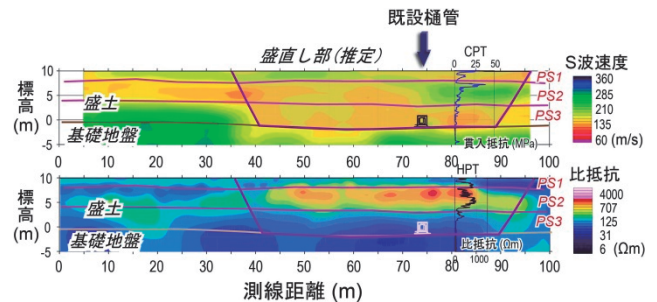 既設樋管
盛直し部(推定)
CPT
0 50
S波速度
360
285
210
135
60 (m/s)
標高
(m)
10
5
0
-5
盛土
基礎地盤
PS1
PS2
PS3
貫入抵抗(MPa)
0 10 20 30 40 50 60 70 80 90 100
HPT
比抵抗
4000
707
125
31
6 (Ωm)
標高
(m)
10
5
0
-5
盛土
基礎地盤
PS1
PS2
PS3
比抵抗(Ωm)
0 1000
0 10 20 30 40 50 60 70 80 90 100
測線距離 (m)